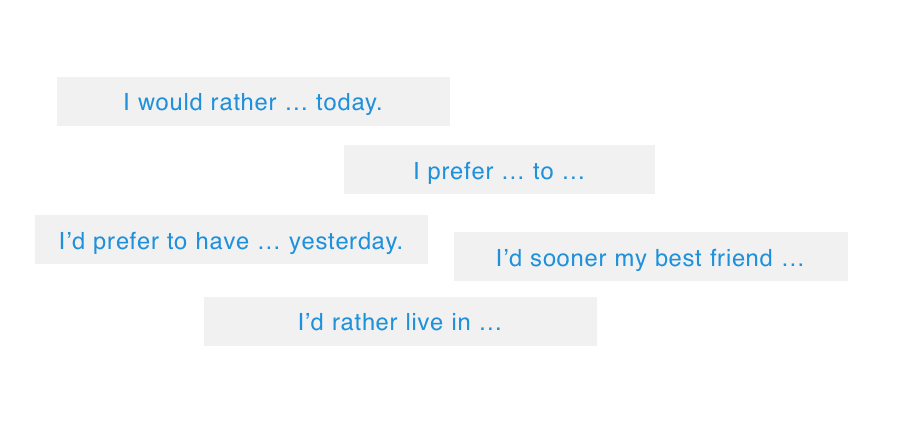 I would rather … today.
I prefer … to …
I’d prefer to have … yesterday.
I’d sooner my best friend …
I’d rather live in …